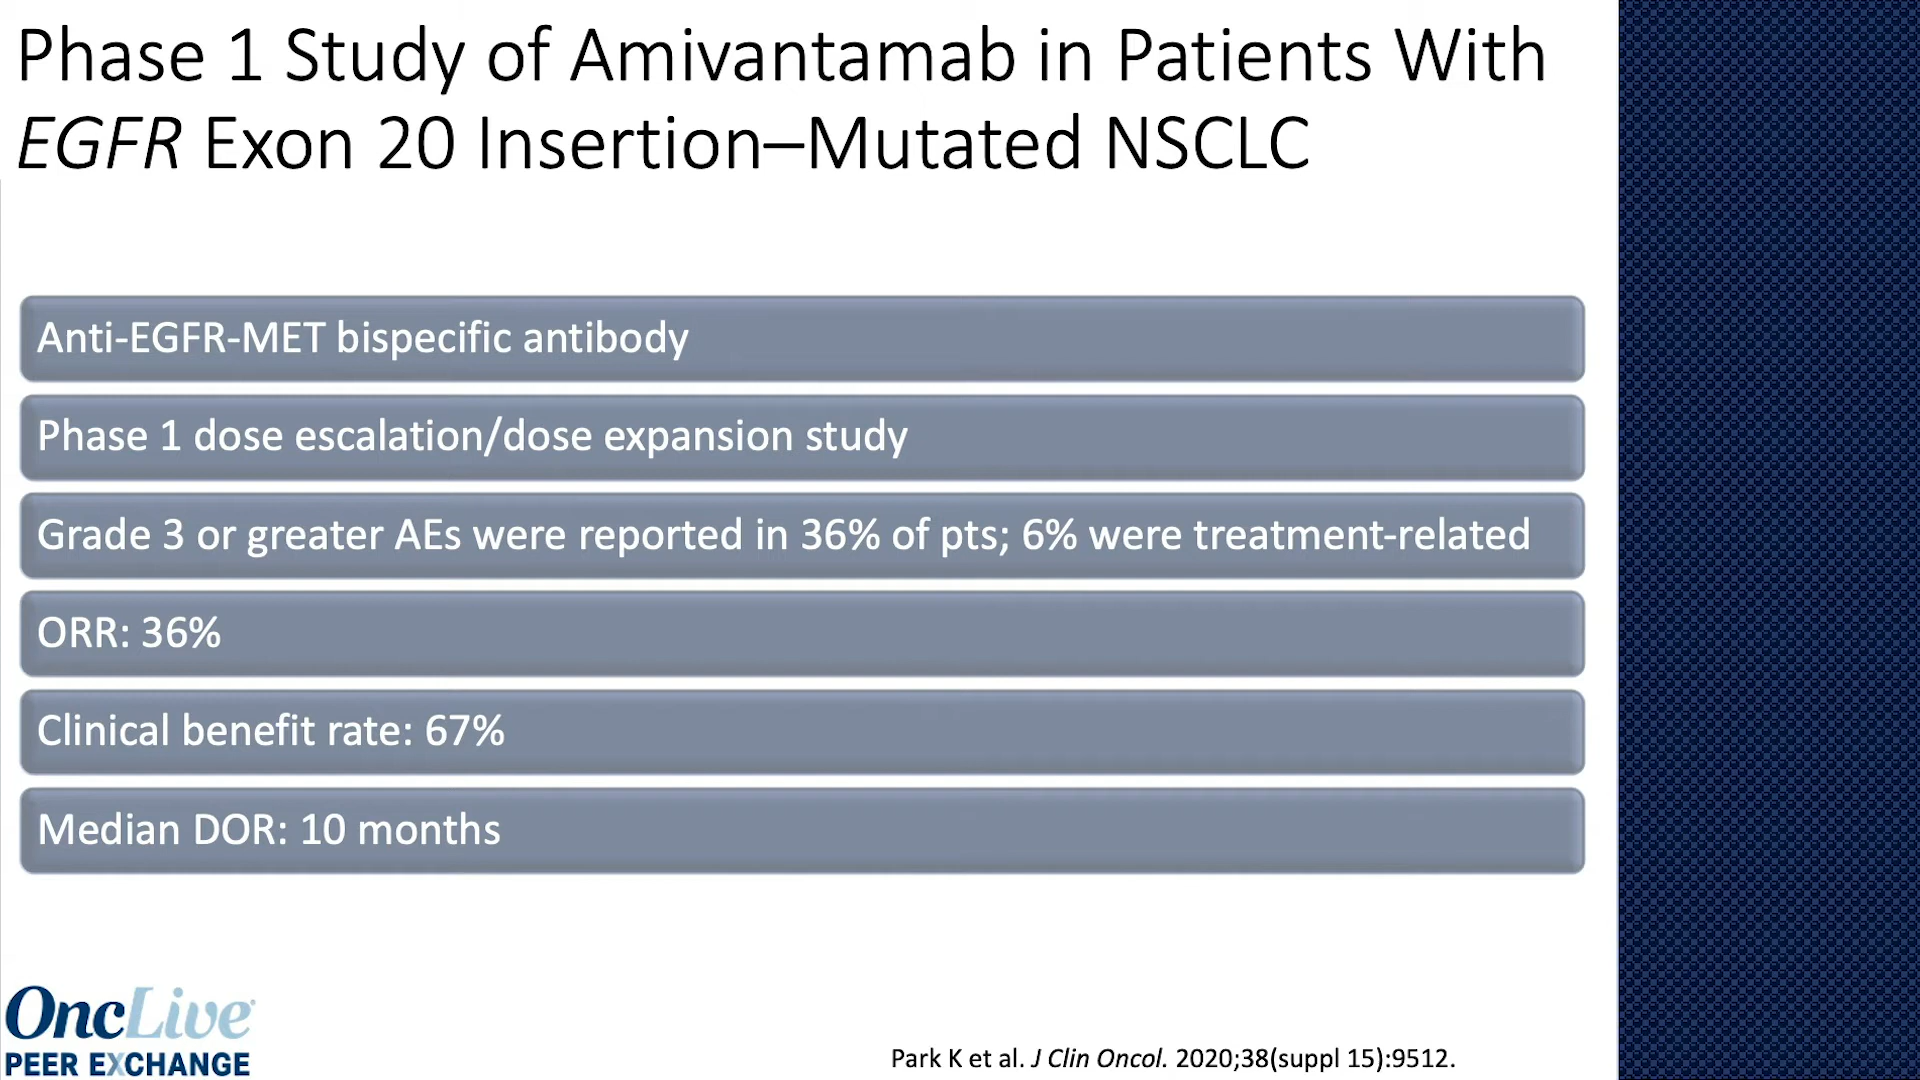 Phase 1 Study of Amivantamab in Patients With
EGFR Exon 20 Insertion–Mutated NSCLC
Anti-EGFR-MET bispecific antibody
Phase 1 dose escalation/dose expansion study
Grade 3 or greater AEs were reported in 36% of pts; 6% were treatment-related
ORR: 36%
Clinical benefit rate: 67%
Median DOR: 10 months
OncLive®
PEER EXCHANGE
Park K et al. J Clin Oncol. 2020;38(suppl 15):9512.